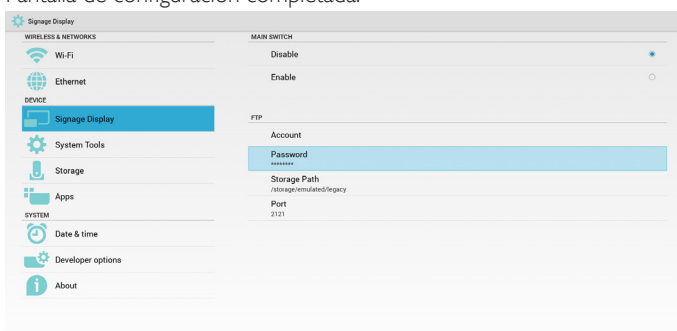 Pantalla de configuración completada.
Signage Display
WIRELESS & NETWORKS
Wi-Fi
Ethernet
DEVICE
Signage Display
System Tools
Storage
Apps
SYSTEM
Date & time
Developer options
About
MAIN SWITCH
Disable
Enable
FTP
Account
Password
********
Storage Path
/storage/emulated/legacy
Port
2121